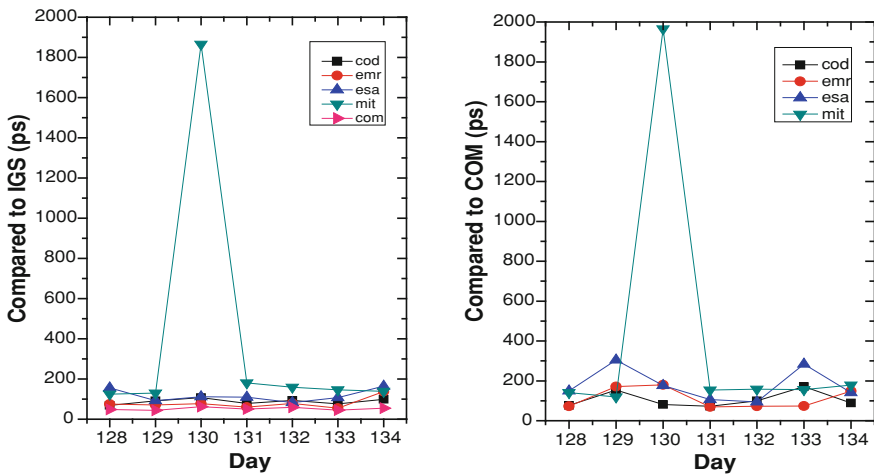 Compared to IGS (ps)
2000
1800
1600
1400
1200
1000
800
600
400
200
0
cod
emr
esa
mit
com
128 129 130 131 132 133 134
Day
Compared to COM (ps)
2000
1800
1600
1400
1200
1000
800
600
400
200
0
cod
emr
esa
mit
128 129 130 131 132 133 134
Day